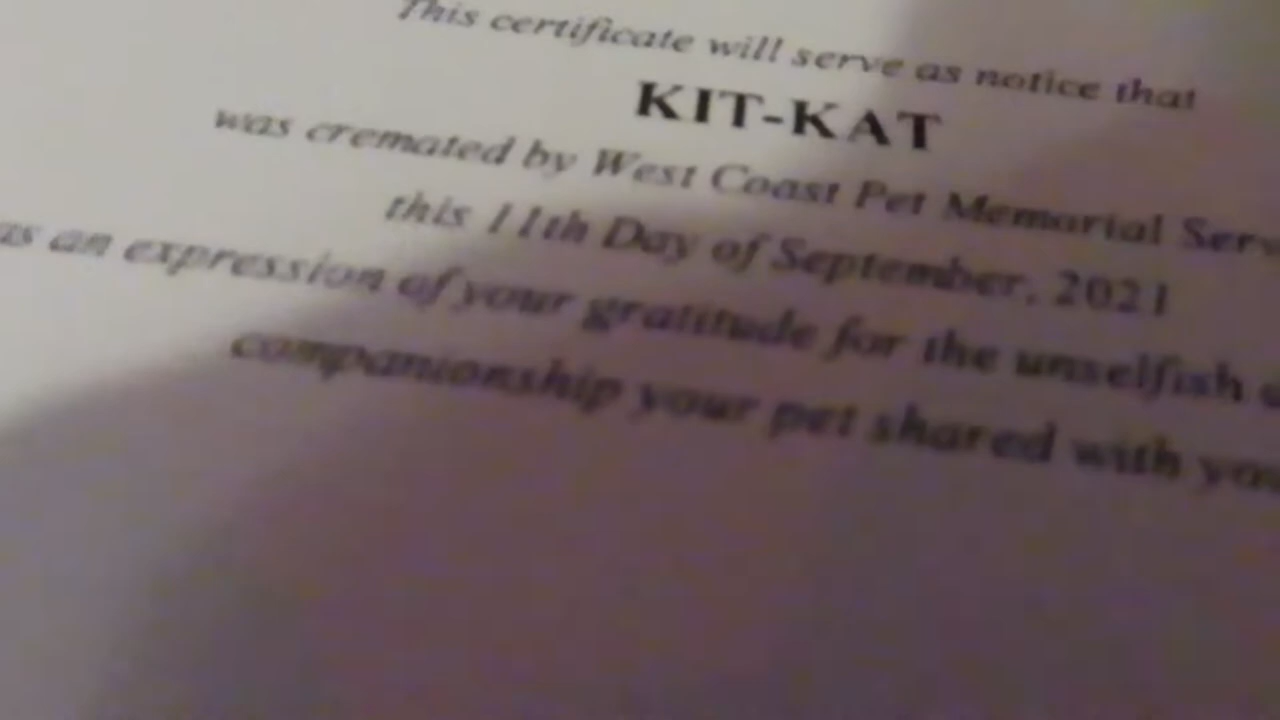 This certificate will serve as notice that
KIT-KAT
was cremated by West Coast Pet Memorial
this 11th Day of September, 2021
as an expression of your gratitude for the unselfish
companionship your pet shared with